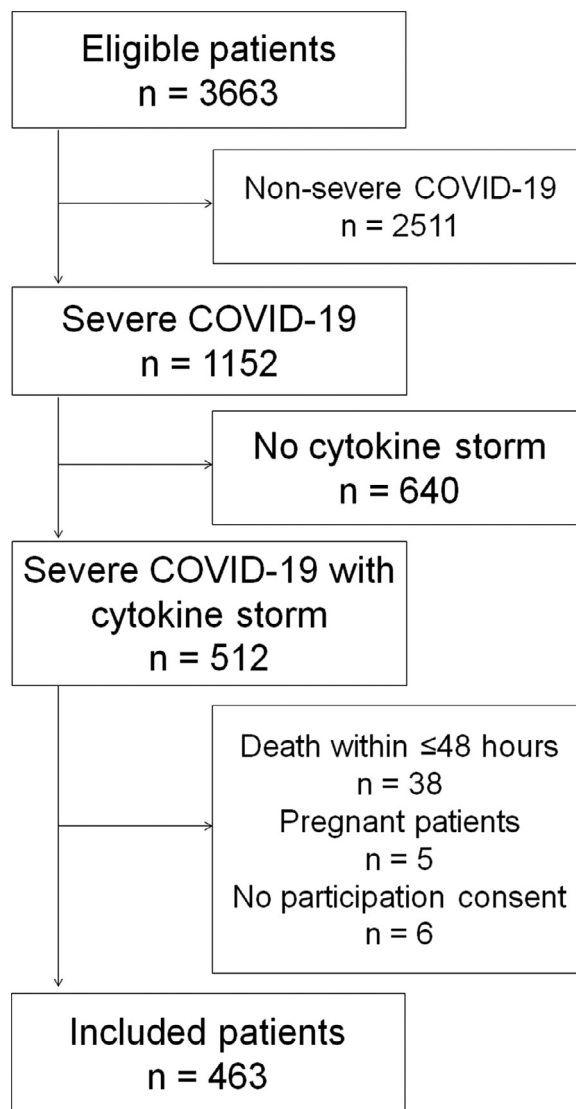 Eligible patients
n = 3663
Non-severe COVID-19
n = 2511
Severe COVID-19
n = 1152
No cytokine storm
n = 640
Severe COVID-19 with
cytokine storm
n = 512
Death within ≤48 hours
n = 38
Pregnant patients
n = 5
No participation consent
n = 6
Included patients
n = 463